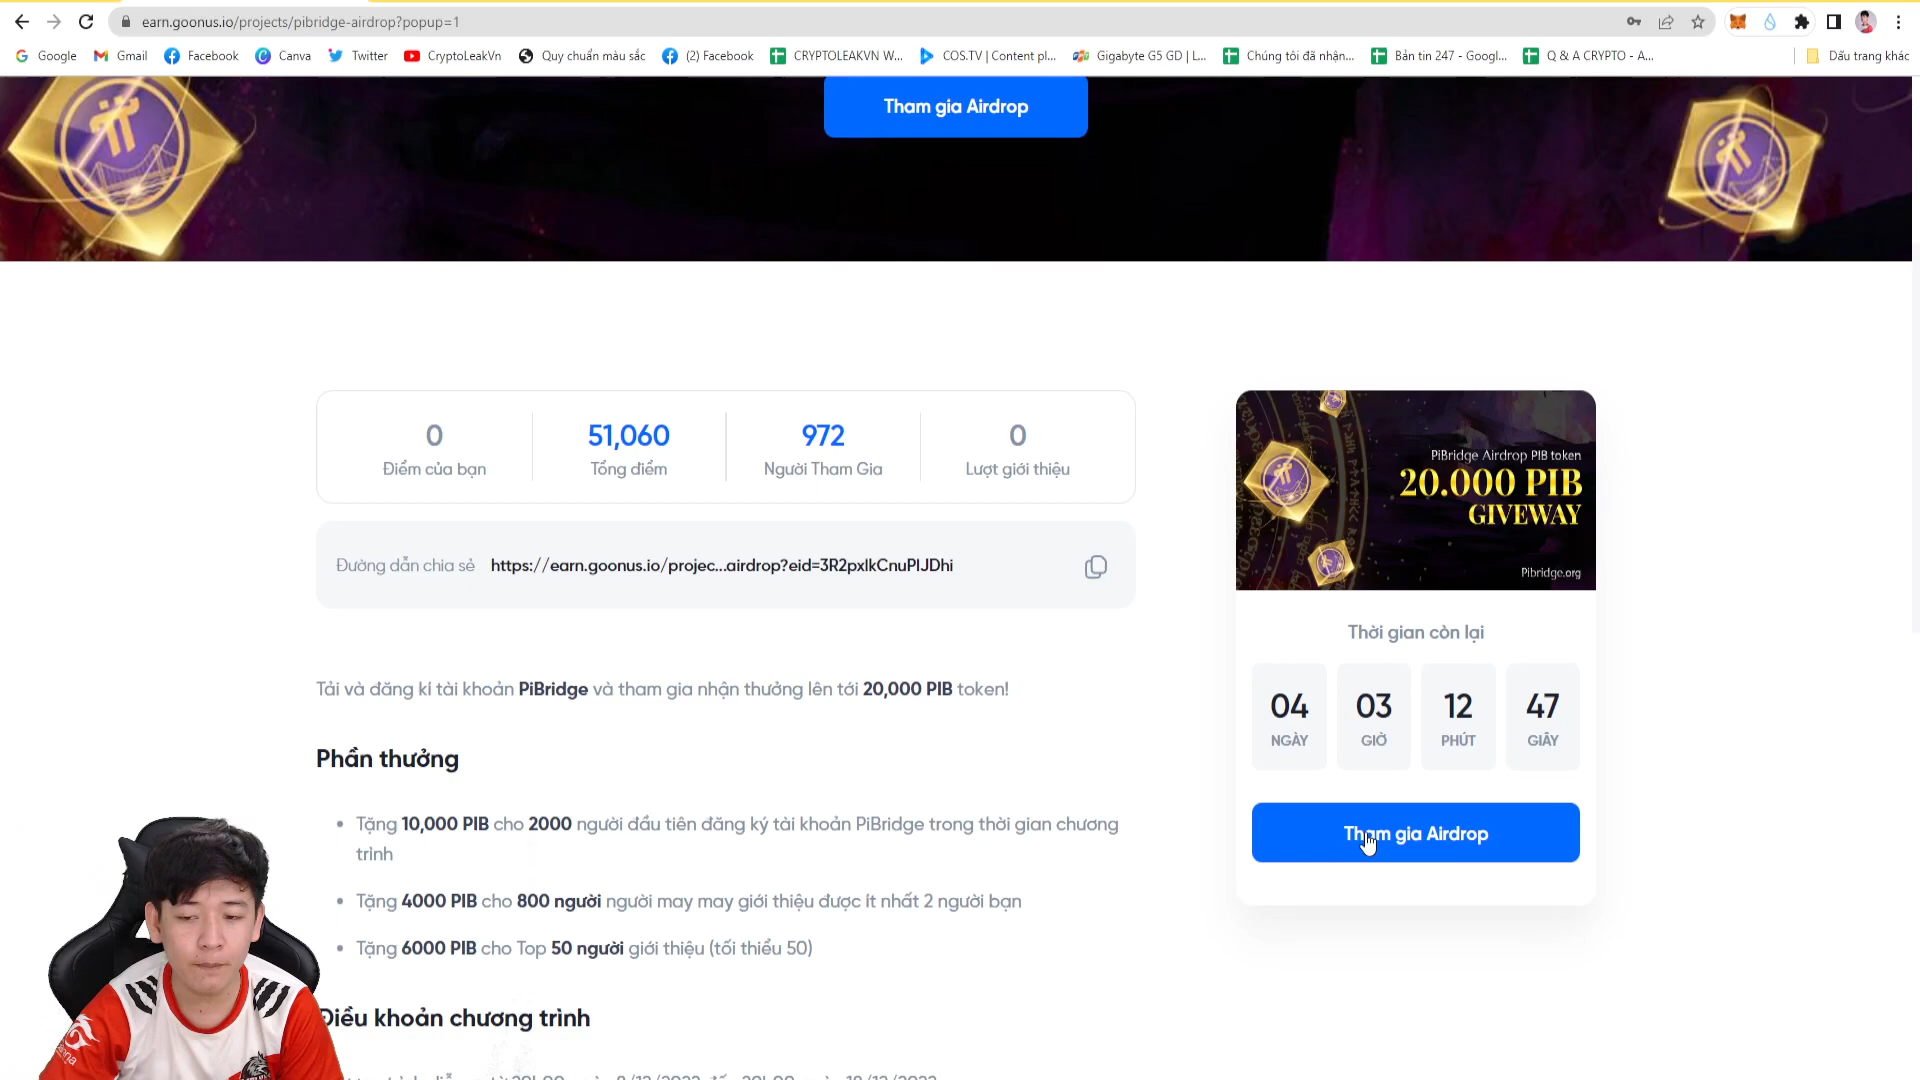 earn.goonus.io/projects/pibridge-airdrop?popup=1
Google
Gmail
Facebook
Canva
Twitter
CryptoLeakVn
Quy chuẩn màu sắc
(2) Facebook
CRYPTOLEAKVN W...
COS.TV | Content pl...
Gigabyte G5 GD | L...
Chúng tôi đã nhận...
Bản tin 247 - Googl...
Q & A CRYPTO - A...
Dấu trang khác
Tham gia Airdrop
0
Điểm của bạn
51,060
Tổng điểm
972
Người Tham Gia
0
Lượt giới thiệu
Đường dẫn chia sẻ https://earn.goonus.io/projec...airdrop?eid=3R2pxlkCnuPIJDhi
Tải và đăng kí tài khoản PiBridge và tham gia nhận thưởng lên tới 20,000 PIB token!
Phần thưởng
Tặng 10,000 PIB cho 2000 người đầu tiên đăng ký tài khoản PiBridge trong thời gian chương
trình
Tặng 4000 PIB cho 800 người người may may giới thiệu được ít nhất 2 người bạn
Tặng 6000 PIB cho Top 50 người giới thiệu (tối thiểu 50)
Điều khoản chương trình
PiBridge Airdrop PIB token
20.000 PIB
GIVEWAY
Pibridge.org
Thời gian còn lại
04
NGÀY
03
GIỜ
12
PHÚT
47
GIÂY
Tham gia Airdrop